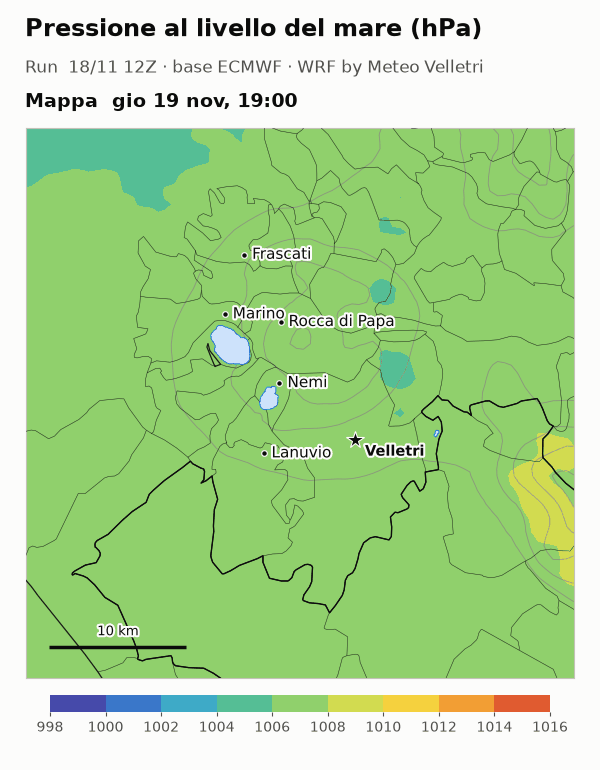 Pressione al livello del mare (hPa)
Run  18/11 12Z · base ECMWF · WRF by Meteo Velletri
Mappa  gio 19 nov, 19:00
Frascati
Marino
Rocca di Papa
Nemi
Velletri
Lanuvio
10 km
998 1000 1002 1004 1006 1008 1010 1012 1014 1016